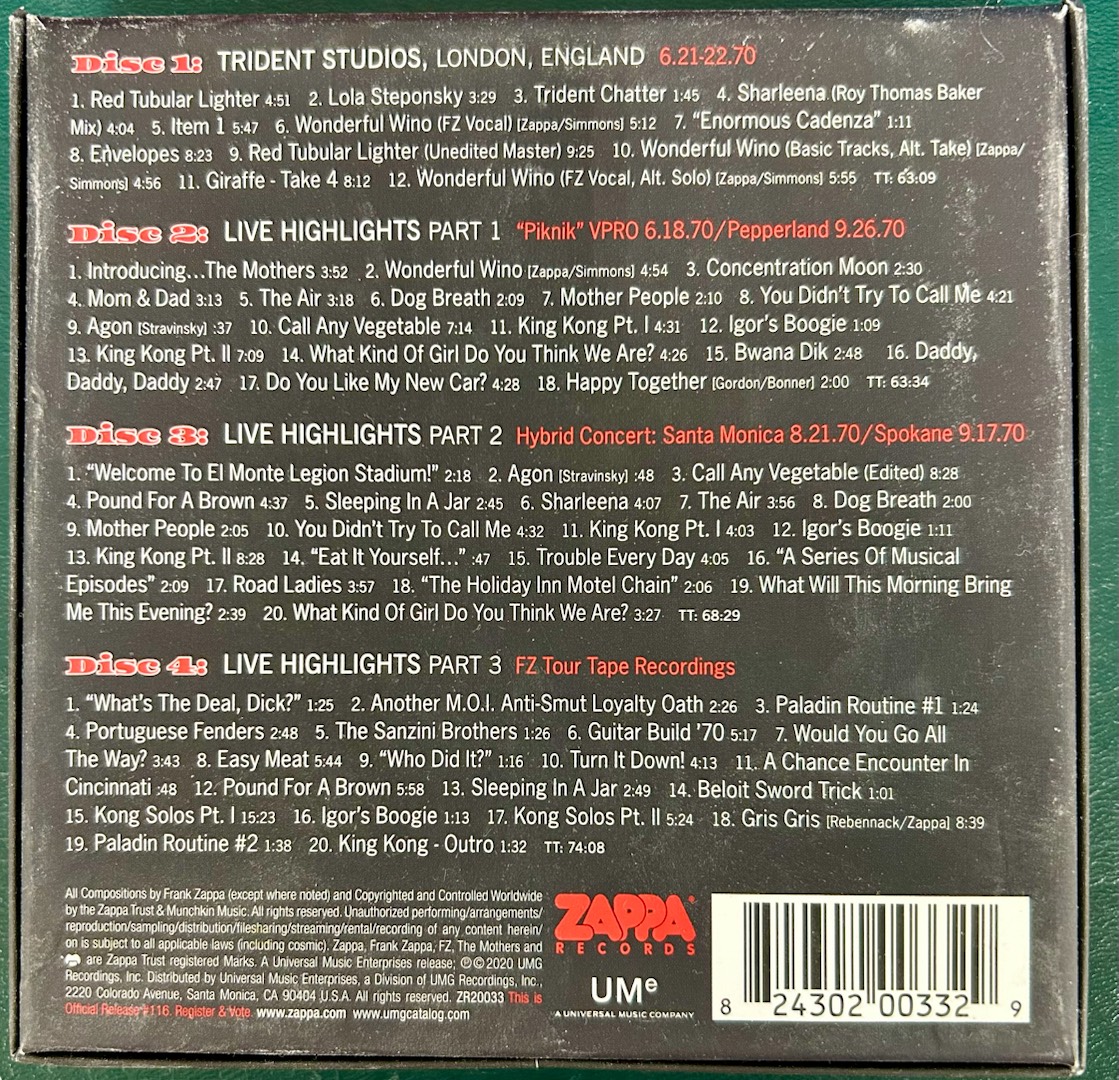 Disc 1: TRIDENT STUDIOS, LONDON, ENGLAND 6.21-22.70
1. Red Tubular Lighter 4:51 2. Lola Steponsky 3:29 3. Trident Chatter 1:45 4. Sharleena (Roy Thomas Baker
Mix) 4:04 5. Item 1 5:47 6. Wonderful Wino (FZ Vocal) [Zappa/Simmons] 5:12 7. "Enormous Cadenza" 1:11
8. Envelopes 8:23 9. Red Tubular Lighter (Unedited Master) 9:25 10. Wonderful Wino (Basic Tracks, Alt. Take) [Zappa/
Simmons] 4:56 11. Giraffe - Take 4 8:12 12. Wonderful Wino (FZ Vocal, Alt. Solo) [Zappa/Simmons] 5:55 TT: 63:09
Disc 2: LIVE HIGHLIGHTS PART 1 "Piknik" VPRO 6.18.70/Pepperland 9.26.70
1. Introducing...The Mothers 3:52 2. Wonderful Wino [Zappa/Simmons] 4:54 3. Concentration Moon 2:30
4. Mom & Dad 3:13 5. The Air 3:18 6. Dog Breath 2:09 7. Mother People 2:10 8. You Didn't Try To Call Me 4:21
9. Agon [Stravinsky] :37 10. Call Any Vegetable 7:14 11. King Kong Pt. I 4:31 12. Igor's Boogie 1:09
13. King Kong Pt. II 7:09 14. What Kind Of Girl Do You Think We Are? 4:26 15. Bwana Dik 2:48 16. Daddy,
Daddy, Daddy 2:47 17. Do You Like My New Car? 4:28 18. Happy Together [Gordon/Bonner] 2:00 TT: 63:34
Disc 3: LIVE HIGHLIGHTS PART 2 Hybrid Concert: Santa Monica 8.21.70/Spokane 9.17.70
1. "Welcome To El Monte Legion Stadium!" 2:18 2. Agon [Stravinsky] :48 3. Call Any Vegetable (Edited) 8:28
4. Pound For A Brown 4:37 5. Sleeping In A Jar 2:45 6. Sharleena 4:07 7. The Air 3:56 8. Dog Breath 2:00
9. Mother People 2:05 10. You Didn't Try To Call Me 4:32 11. King Kong Pt. I 4:03 12. Igor's Boogie 1:11
13. King Kong Pt. II 8:28 14. "Eat It Yourself..." :47 15. Trouble Every Day 4:05 16. "A Series Of Musical
Episodes" 2:09 17. Road Ladies 3:57 18. "The Holiday Inn Motel Chain" 2:06 19. What Will This Morning Bring
Me This Evening? 2:39 20. What Kind Of Girl Do You Think We Are? 3:27 TT: 68:29
Disc 4: LIVE HIGHLIGHTS PART 3 FZ Tour Tape Recordings
1. "What's The Deal, Dick?" 1:25 2. Another M.O.I. Anti-Smut Loyalty Oath 2:26 3. Paladin Routine #1 1:24
4. Portuguese Fenders 2:48 5. The Sanzini Brothers 1:26 6. Guitar Build '70 5:17 7. Would You Go All
The Way? 3:43 8. Easy Meat 5:44 9. "Who Did It?" 1:16 10. Turn It Down! 4:13 11. A Chance Encounter In
Cincinnati :48 12. Pound For A Brown 5:58 13. Sleeping In A Jar 2:49 14. Beloit Sword Trick 1:01
15. Kong Solos Pt. I 15:23 16. Igor's Boogie 1:13 17. Kong Solos Pt. II 5:24 18. Gris Gris [Rebennack/Zappa] 8:39
19. Paladin Routine #2 1:38 20. King Kong - Outro 1:32 TT: 74:08
All Compositions by Frank Zappa (except where noted) and Copyrighted and Controlled Worldwide
by the Zappa Trust & Munchkin Music. All rights reserved. Unauthorized performing/arrangements/
reproduction/sampling/distribution/filesharing/streaming/rental/recording of any content herein/
on is subject to all applicable laws (including cosmic). Zappa, Frank Zappa, FZ, The Mothers and
are Zappa Trust registered Marks. A Universal Music Enterprises release; ℗©2020 UMG
Recordings, Inc. Distributed by Universal Music Enterprises, a Division of UMG Recordings, Inc.,
2220 Colorado Avenue, Santa Monica, CA 90404 U.S.A. All rights reserved. ZR20033 This is
Official Release #116. Register & Vote. www.zappa.com www.umgcatalog.com
ZAPPA®
RECORDS
UMe
A UNIVERSAL MUSIC COMPANY
8 24302 00332 9